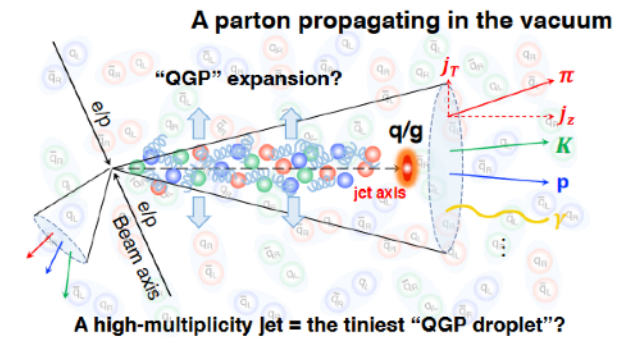 A parton propagating in the vacuum
"QGP" expansion?
j_T
π
e/p
q/g
j_z
K
jet axis
p
e/p
Beam axis
γ
⋮
A high-multiplicity jet = the tiniest "QGP droplet"?